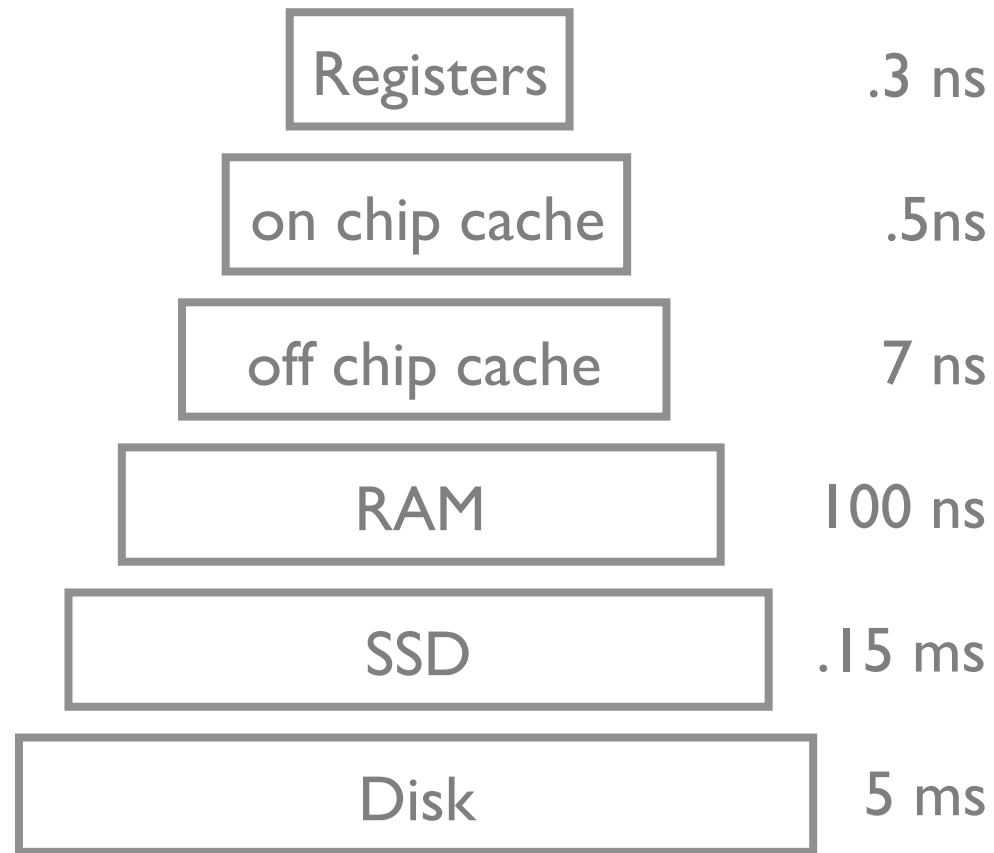 Registers .3 ns
on chip cache .5ns
off chip cache 7 ns
RAM 100 ns
SSD .15 ms
Disk 5 ms